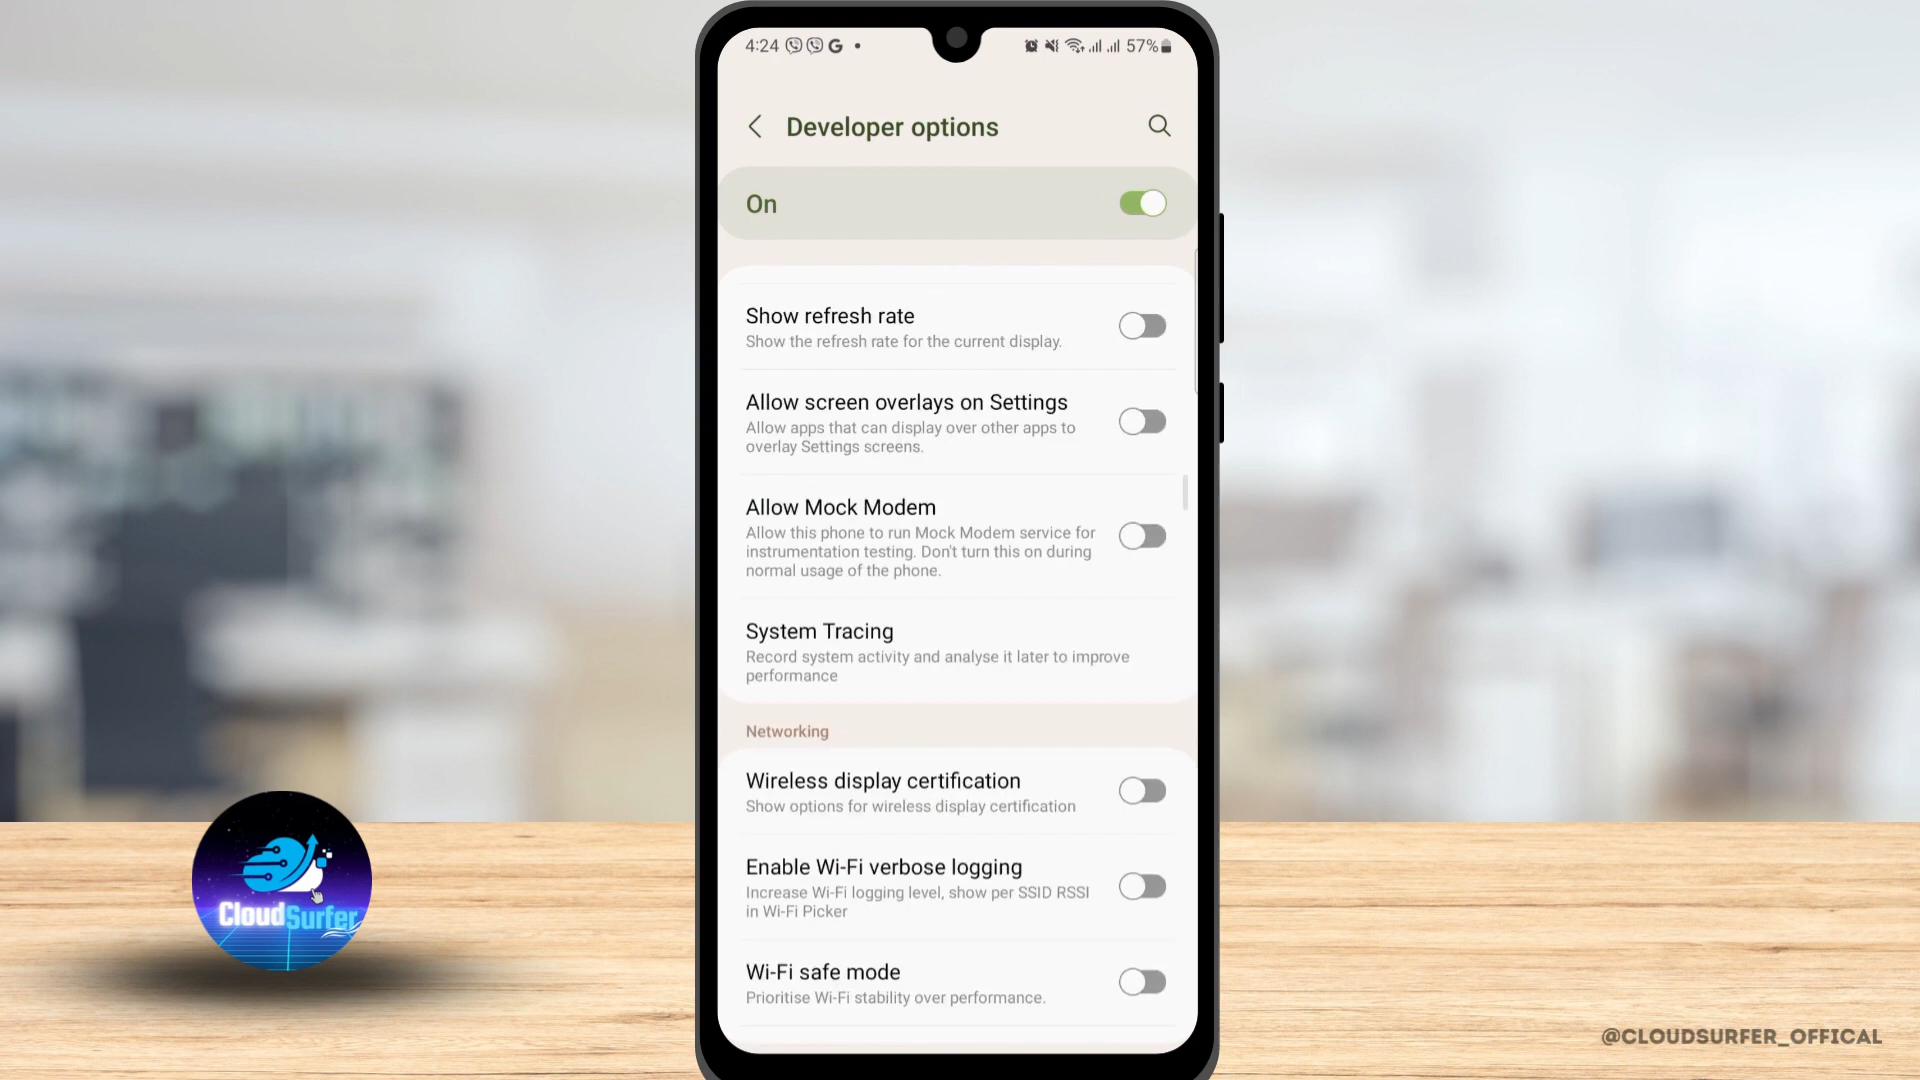 4:24 57%
Developer options
On
Show refresh rate
Show the refresh rate for the current display.
Allow screen overlays on Settings
Allow apps that can display over other apps to
overlay Settings screens.
Allow Mock Modem
Allow this phone to run Mock Modem service for
instrumentation testing. Don't turn this on during
normal usage of the phone.
System Tracing
Record system activity and analyse it later to improve
performance
Networking
Wireless display certification
Show options for wireless display certification
Enable Wi-Fi verbose logging
Increase Wi-Fi logging level, show per SSID RSSI
in Wi-Fi Picker
Wi-Fi safe mode
Prioritise Wi-Fi stability over performance.
CloudSurfer
@CLOUDSURFER_OFFICAL